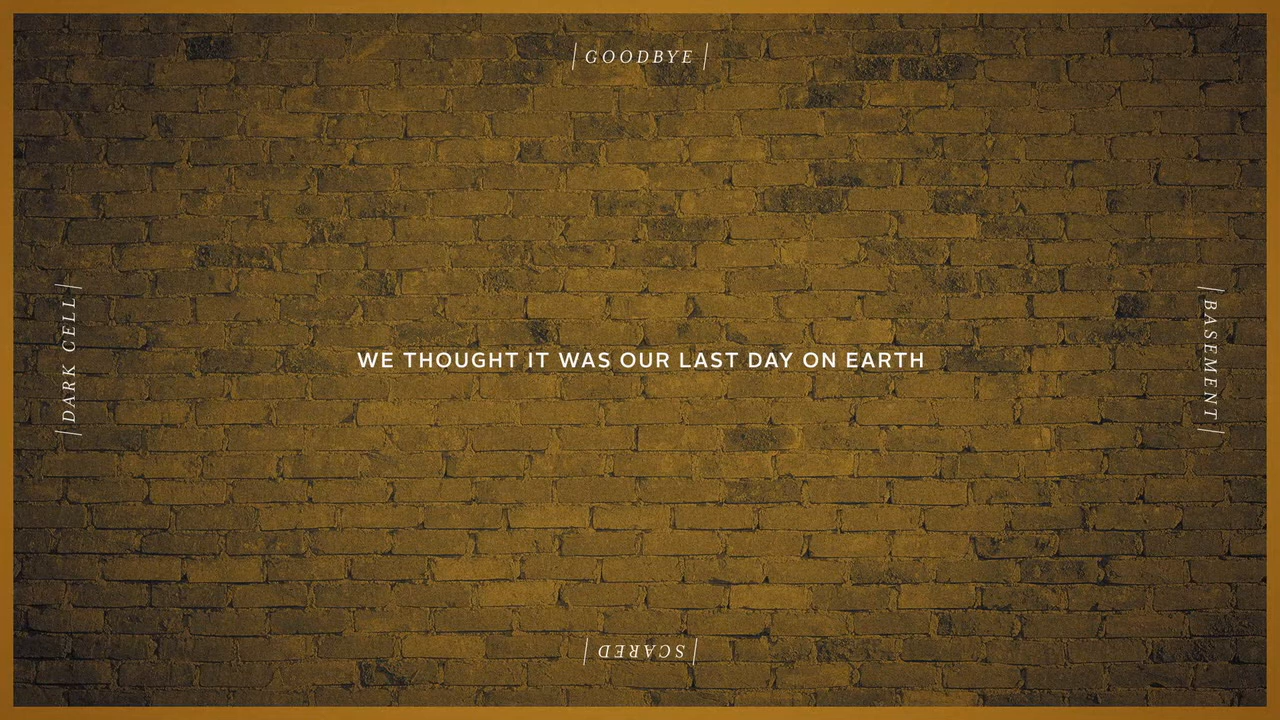 |GOODBYE|
|DARK CELL|
WE THOUGHT IT WAS OUR LAST DAY ON EARTH
|BASEMENT|
|SCARED|